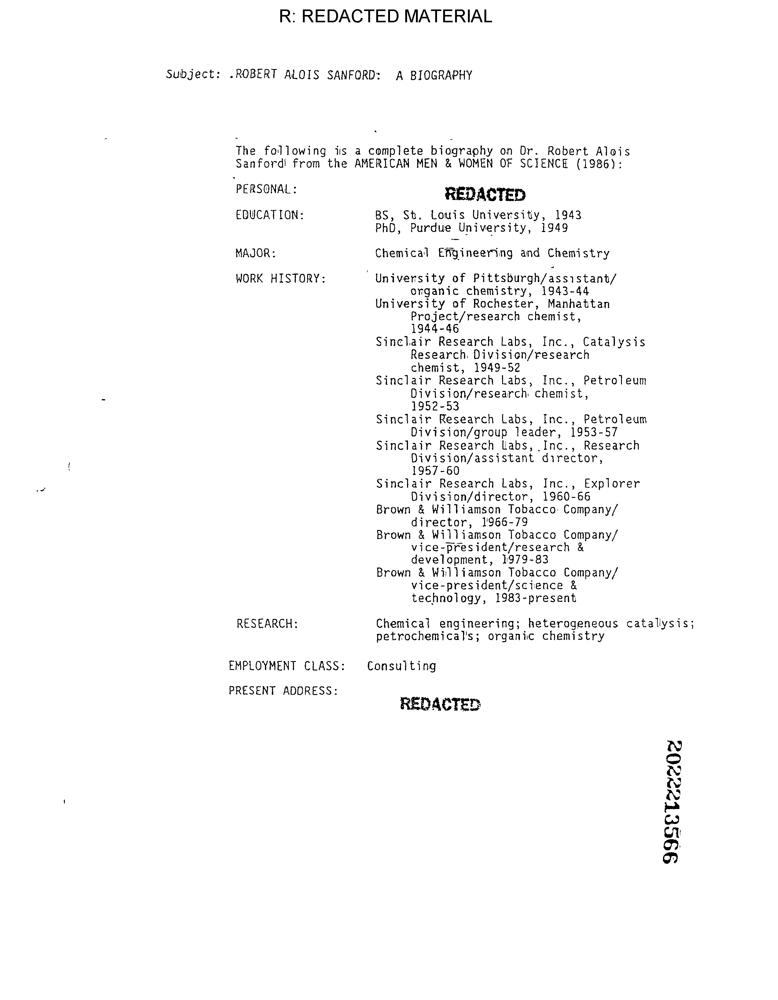 R: REDACTED MATERIAL
Subject: .ROBERT ALOIS SANFORD: A BIOGRAPHY
The following is a complete biography on Dr. Robert Alois
Sanford from the AMERICAN MEN & WOMEN OF SCIENCE (1986):
PERSONAL: REDACTED
EDUCATION: BS, St. Louis University, 1943
PhD, Purdue University, 1949
MAJOR: Chemical Engineering and Chemistry
WORK HISTORY: University of Pittsburgh/assistant/
organic chemistry, 1943-44
University of Rochester, Manhattan
Project/research chemist,
1944-46
Sinclair Research Labs, Inc., Catalysis
Research Division/research
chemist, 1949-52
Sinclair Research Labs, Inc., Petroleum
Division/research chemist,
1952-53
Sinclair Research Labs, Inc., Petroleum
Division/group leader, 1953-57
Sinclair Research Labs, Inc., Research
Division/assistant director,
1957-60
Sinclair Research Labs, Inc., Explorer
Division/director, 1960-66
Brown & Williamson Tobacco Company/
director, 1966-79
Brown & Williamson Tobacco Company/
vice-president/research &
development, 1979-83
Brown & Williamson Tobacco Company/
vice-president/science &
technology, 1983-present
RESEARCH: Chemical engineering; heterogeneous catalysis;
petrochemical's; organic chemistry
EMPLOYMENT CLASS: Consulting
PRESENT ADDRESS:
REDACTED
2022213566